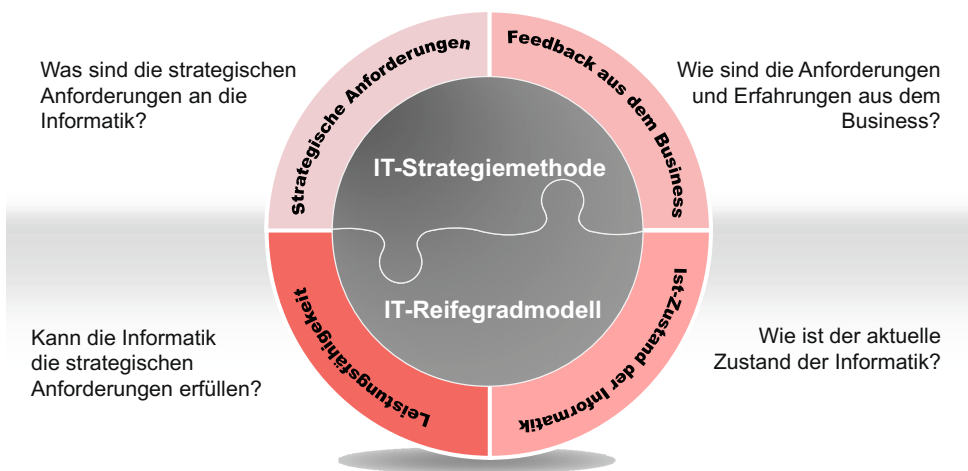 Was sind die strategischen
Anforderungen an die
Informatik?
Strategische Anforderungen
Feedback aus dem Business
Wie sind die Anforderungen
und Erfahrungen aus dem
Business?
IT-Strategiemethode
IT-Reifegradmodell
Kann die Informatik
die strategischen
Anforderungen erfüllen?
Leistungsfähigekeit
Ist-Zustand der Informatik
Wie ist der aktuelle
Zustand der Informatik?